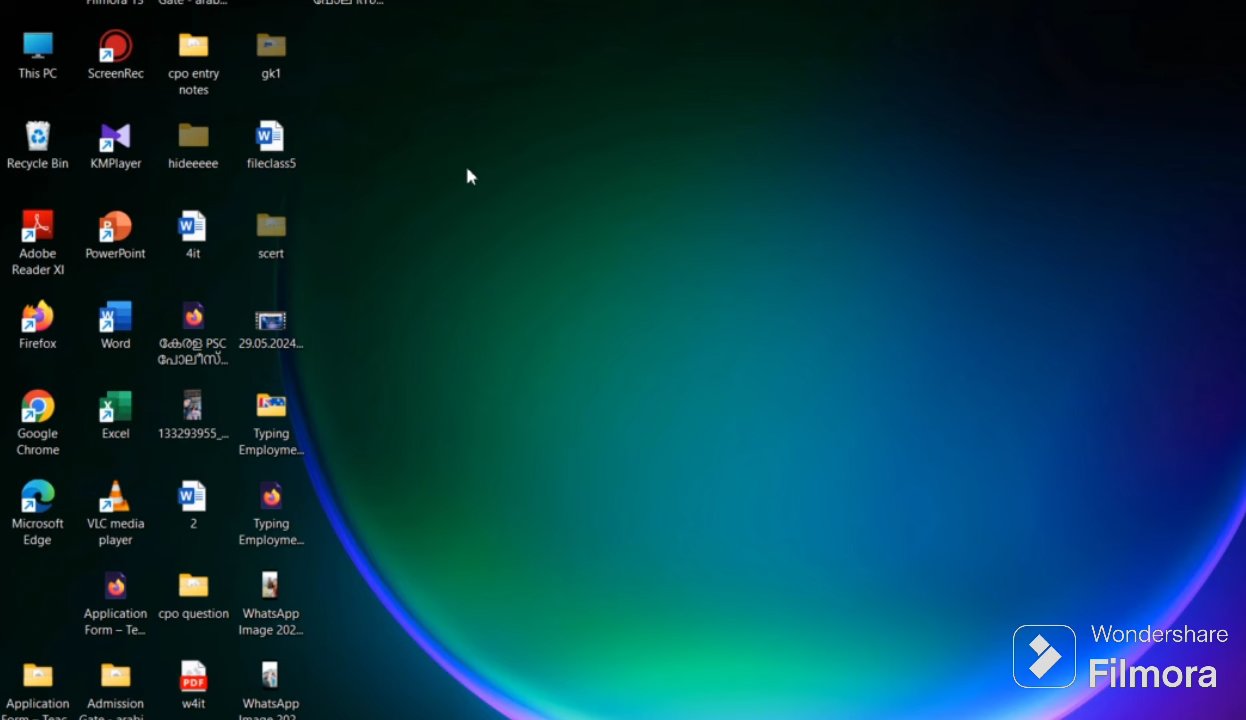 Filmora 13
Gate - arab...
This PC
ScreenRec
cpo entry
notes
gk1
Recycle Bin
KMPlayer
hideeeee
fileclass5
Adobe
Reader XI
PowerPoint
4it
scert
Firefox
Word
കേരള PSC
പോലീസ്...
29.05.2024...
Google
Chrome
Excel
133293955_...
Typing
Employme...
Microsoft
Edge
VLC media
player
2
Typing
Employme...
Application
Form – Te...
cpo question
WhatsApp
Image 202...
Application
Form – Teac...
Admission
Gate - arabi...
PDF
w4it
WhatsApp
Image 202...
Wondershare
Filmora